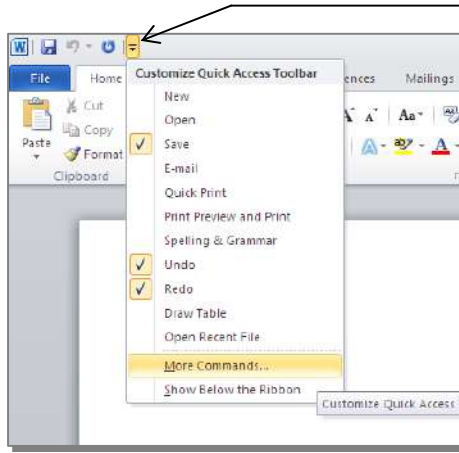 W
File Home Customize Quick Access Toolbar ences Mailings
New
Open
Save
E-mail
Quick Print
Print Preview and Print
Spelling & Grammar
Undo
Redo
Draw Table
Open Recent File
More Commands...
Show Below the Ribbon
Customize Quick Access
Cut
Copy
Paste
Format
Clipboard
A A Aa
A ab A